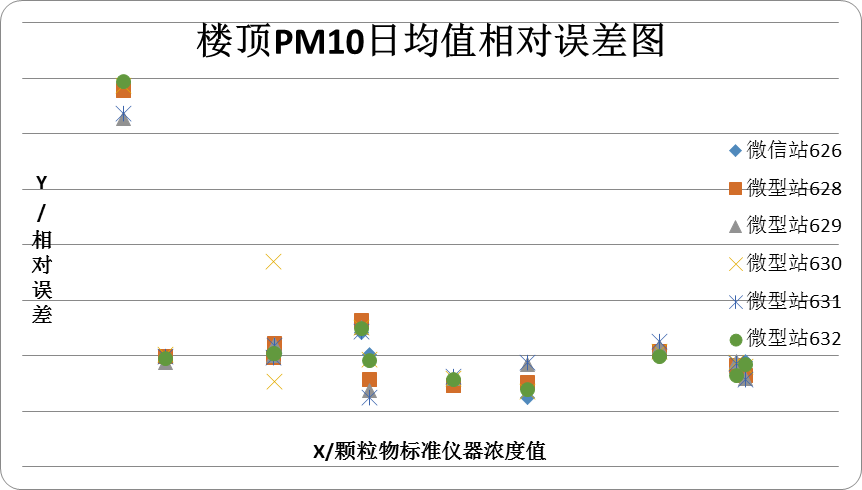 楼顶PM10日均值相对误差图
Y
/
相
对
误
差
微信站626
微型站628
微型站629
微型站630
微型站631
微型站632
X/颗粒物标准仪器浓度值